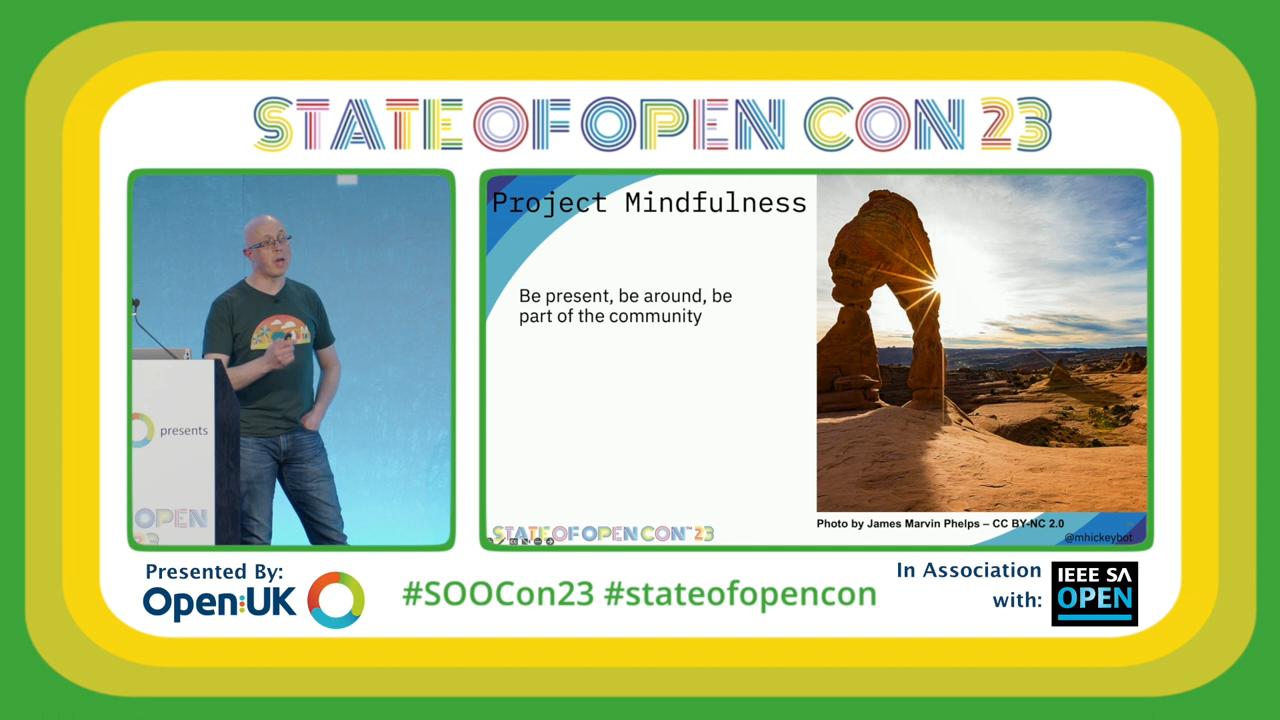 STATE OF OPEN CON 23
presents
OPEN
23
Project Mindfulness
Be present, be around, be
part of the community
Photo by James Marvin Phelps – CC BY-NC 2.0
STATE OF OPEN CON™ 23
@mhickeybot
Presented By:
Open:UK
#SOOCon23 #stateofopencon
In Association
with:
IEEE SA
OPEN